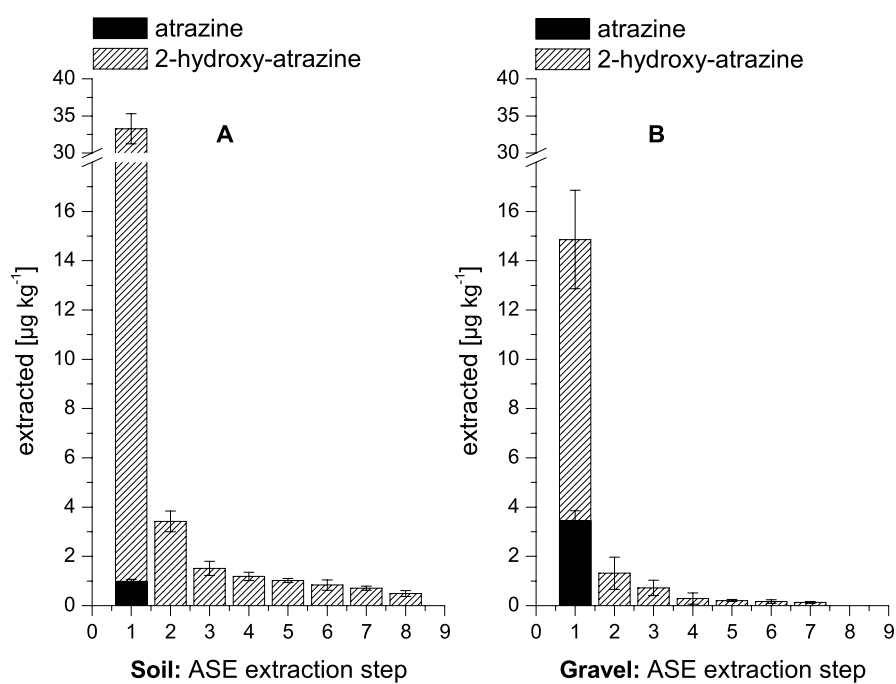 atrazine
2-hydroxy-atrazine
40
35
30
16
14
12
10
8
6
4
2
0
extracted [µg kg⁻¹]
A
0 1 2 3 4 5 6 7 8 9
Soil: ASE extraction step
atrazine
2-hydroxy-atrazine
40
35
30
16
14
12
10
8
6
4
2
0
extracted [µg kg⁻¹]
B
0 1 2 3 4 5 6 7 8 9
Gravel: ASE extraction step